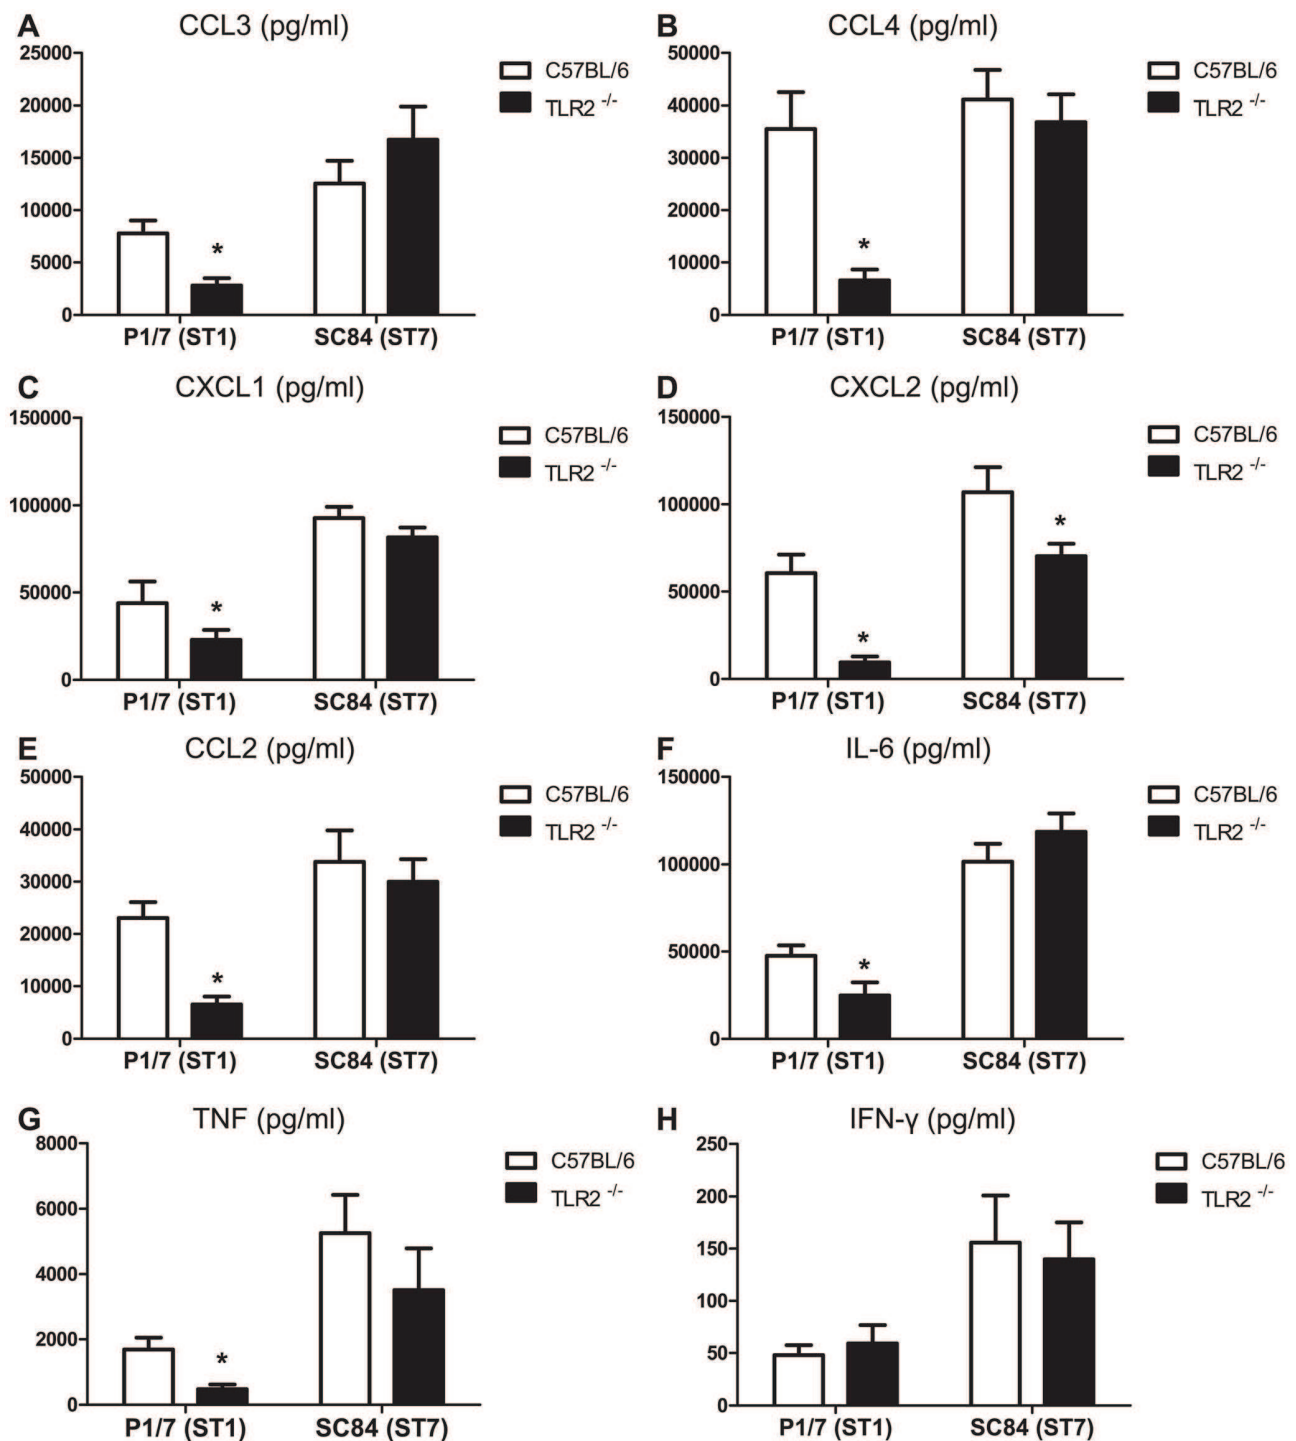 A CCL3 (pg/ml)
25000
20000
15000
10000
5000
0
*
P1/7 (ST1) SC84 (ST7)
C57BL/6
TLR2 -/-
B CCL4 (pg/ml)
50000
40000
30000
20000
10000
0
*
P1/7 (ST1) SC84 (ST7)
C57BL/6
TLR2 -/-
C CXCL1 (pg/ml)
150000
100000
50000
0
*
P1/7 (ST1) SC84 (ST7)
C57BL/6
TLR2 -/-
D CXCL2 (pg/ml)
150000
100000
50000
0
* *
P1/7 (ST1) SC84 (ST7)
C57BL/6
TLR2 -/-
E CCL2 (pg/ml)
50000
40000
30000
20000
10000
0
*
P1/7 (ST1) SC84 (ST7)
C57BL/6
TLR2 -/-
F IL-6 (pg/ml)
150000
100000
50000
0
*
P1/7 (ST1) SC84 (ST7)
C57BL/6
TLR2 -/-
G TNF (pg/ml)
8000
6000
4000
2000
0
*
P1/7 (ST1) SC84 (ST7)
C57BL/6
TLR2 -/-
H IFN-γ (pg/ml)
250
200
150
100
50
0
P1/7 (ST1) SC84 (ST7)
C57BL/6
TLR2 -/-